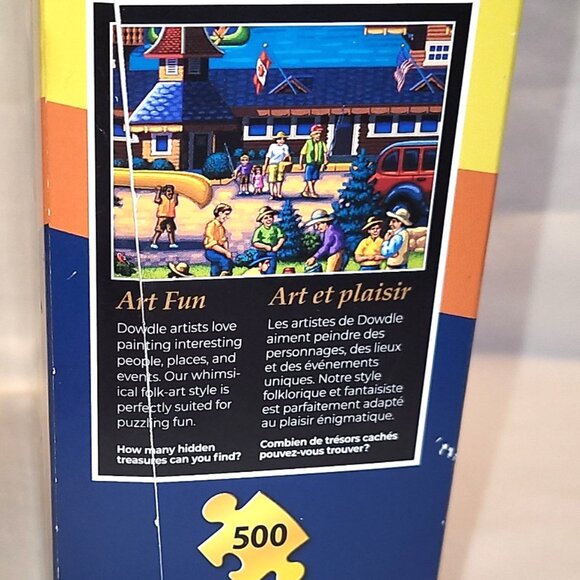 Art Fun
Dowdle artists love
painting interesting
people, places, and
events. Our whimsi-
ical folk-art style is
perfectly suited for
puzzling fun.
How many hidden
treasures can you find?
Art et plaisir
Les artistes de Dowdle
aiment peindre des
personnages, des lieux
et des événements
uniques. Notre style
folklorique et fantaisiste
est parfaitement adapté
au plaisir énigmatique.
Combien de trésors cachés
pouvez-vous trouver?
500